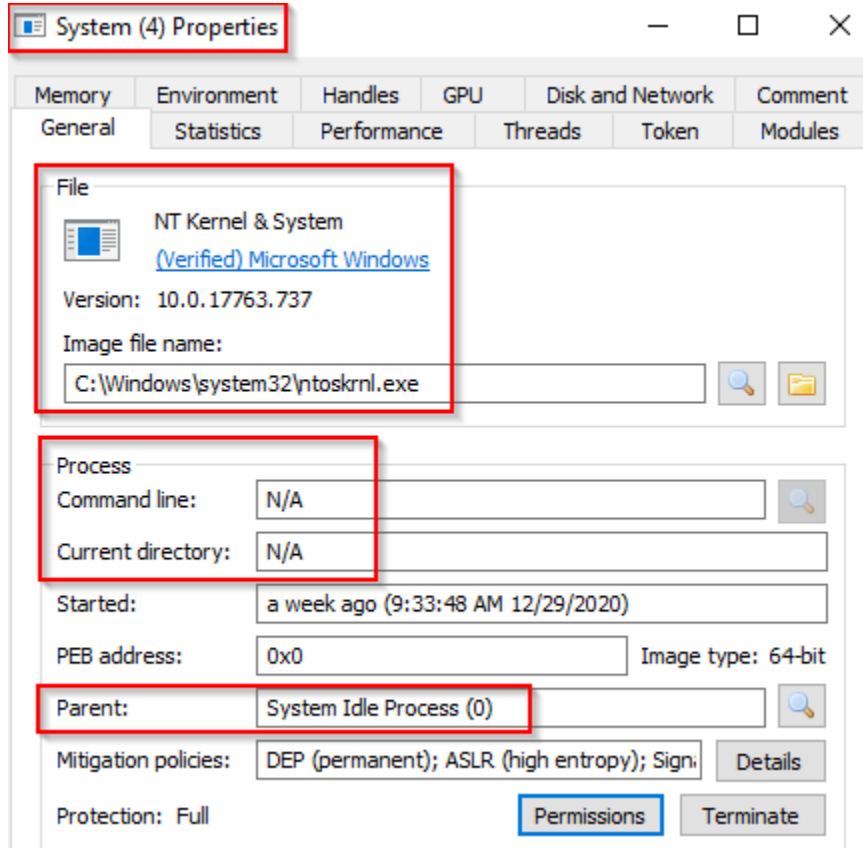 System (4) Properties
Memory Environment Handles GPU Disk and Network Comment
General Statistics Performance Threads Token Modules
File
NT Kernel & System
(Verified) Microsoft Windows
Version: 10.0.17763.737
Image file name:
C:\Windows\system32\ntoskrnl.exe
Process
Command line: N/A
Current directory: N/A
Started: a week ago (9:33:48 AM 12/29/2020)
PEB address: 0x0 Image type: 64-bit
Parent: System Idle Process (0)
Mitigation policies: DEP (permanent); ASLR (high entropy); Signa Details
Protection: Full Permissions Terminate